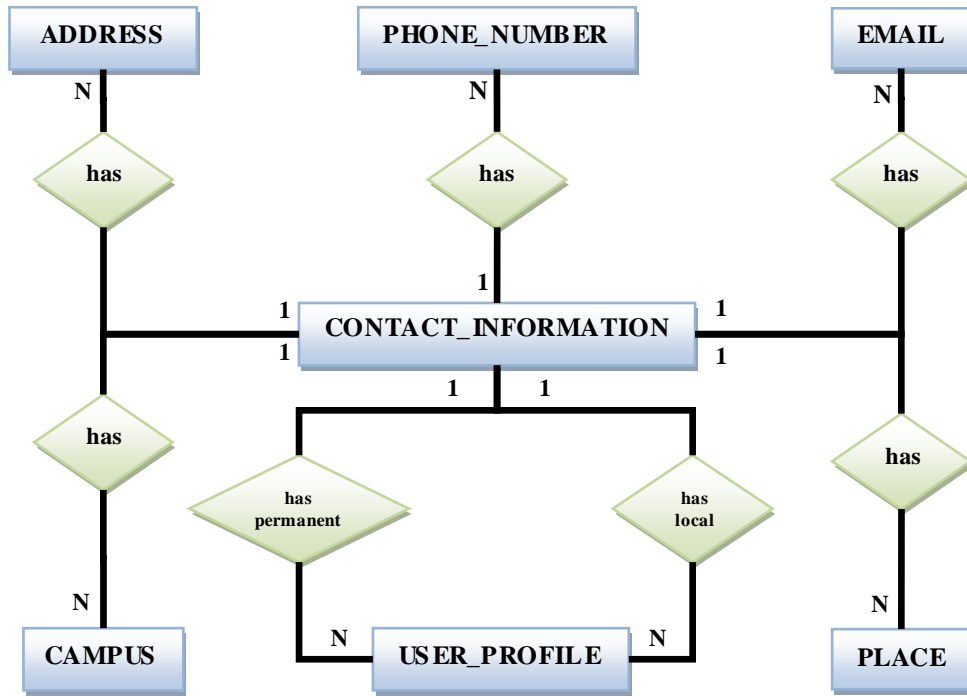 ADDRESS
PHONE_NUMBER
EMAIL
N
N
N
has
has
has
1
1
1
CONTACT_INFORMATION
1
1
1
1
has
has
has
permanent
has
local
N
N
N
N
CAMPUS
USER_PROFILE
PLACE